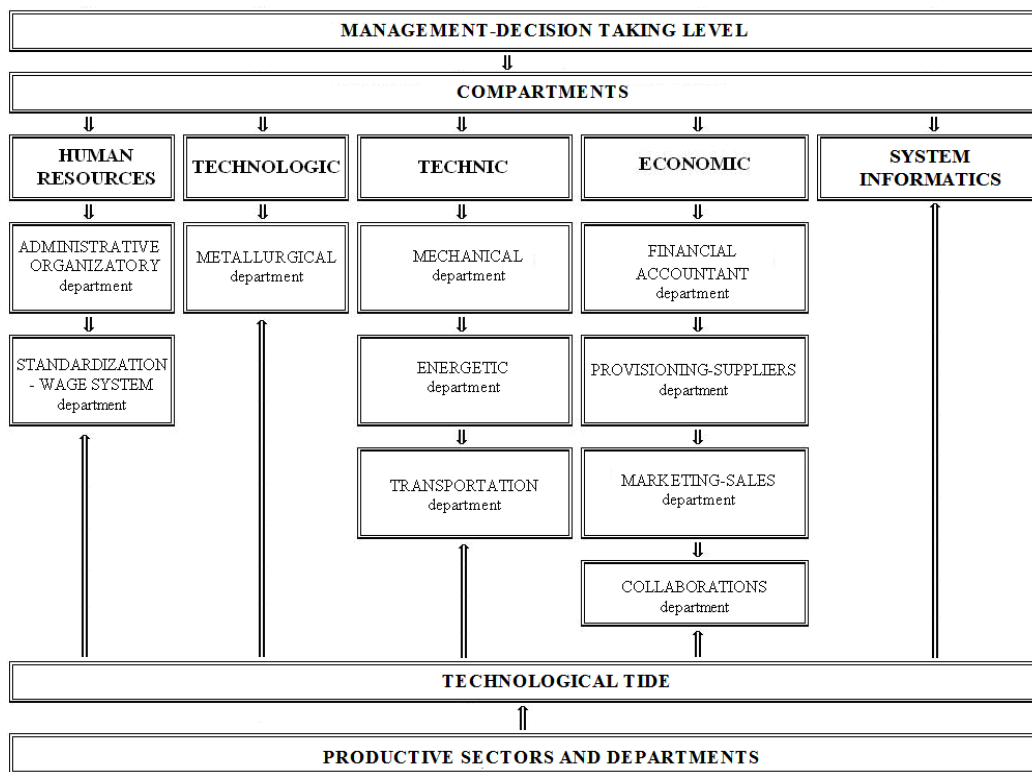 MANAGEMENT-DECISION TAKING LEVEL
COMPARTMENTS
HUMAN
RESOURCES
TECHNOLOGIC
TECHNIC
ECONOMIC
SYSTEM
INFORMATICS
ADMINISTRATIVE
ORGANIZATORY
department
METALLURGICAL
department
MECHANICAL
department
FINANCIAL
ACCOUNTANT
department
STANDARDIZATION
- WAGE SYSTEM
department
ENERGETIC
department
PROVISIONING-SUPPLIERS
department
TRANSPORTATION
department
MARKETING-SALES
department
COLLABORATIONS
department
TECHNOLOGICAL TIDE
PRODUCTIVE SECTORS AND DEPARTMENTS